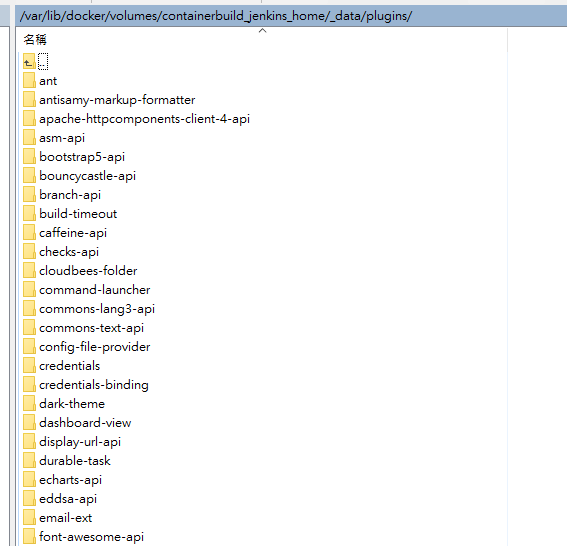 /var/lib/docker/volumes/containerbuild_jenkins_home/_data/plugins/
名稱
..
ant
antisamy-markup-formatter
apache-httpcomponents-client-4-api
asm-api
bootstrap5-api
bouncycastle-api
branch-api
build-timeout
caffeine-api
checks-api
cloudbees-folder
command-launcher
commons-lang3-api
commons-text-api
config-file-provider
credentials
credentials-binding
dark-theme
dashboard-view
display-url-api
durable-task
echarts-api
eddsa-api
email-ext
font-awesome-api